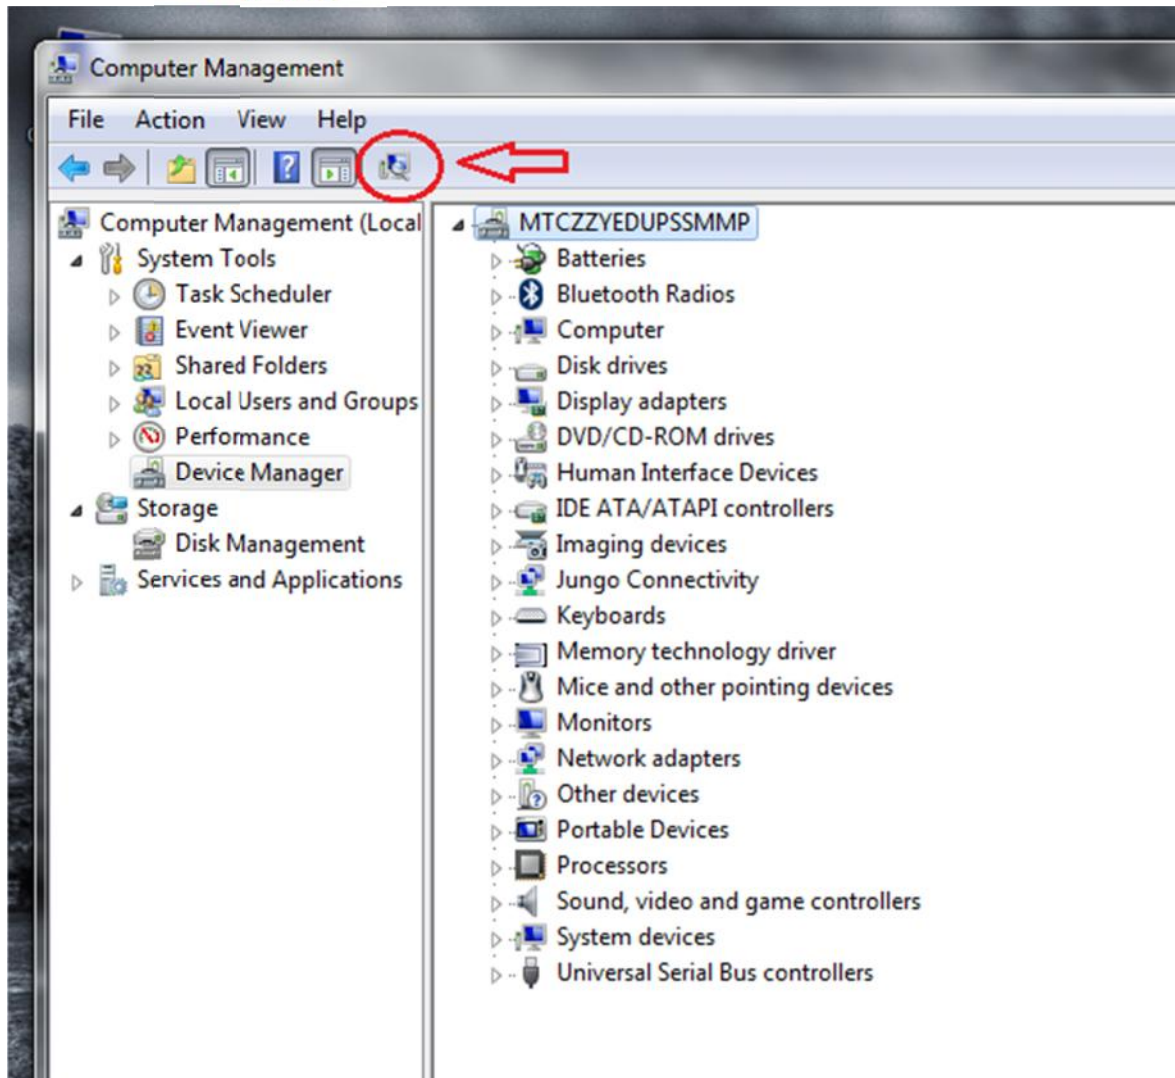 Computer Management
File Action View Help
Computer Management (Local
System Tools
Task Scheduler
Event Viewer
Shared Folders
Local Users and Groups
Performance
Device Manager
Storage
Disk Management
Services and Applications
MTCZZYEDUPSSMMP
Batteries
Bluetooth Radios
Computer
Disk drives
Display adapters
DVD/CD-ROM drives
Human Interface Devices
IDE ATA/ATAPI controllers
Imaging devices
Jungo Connectivity
Keyboards
Memory technology driver
Mice and other pointing devices
Monitors
Network adapters
Other devices
Portable Devices
Processors
Sound, video and game controllers
System devices
Universal Serial Bus controllers